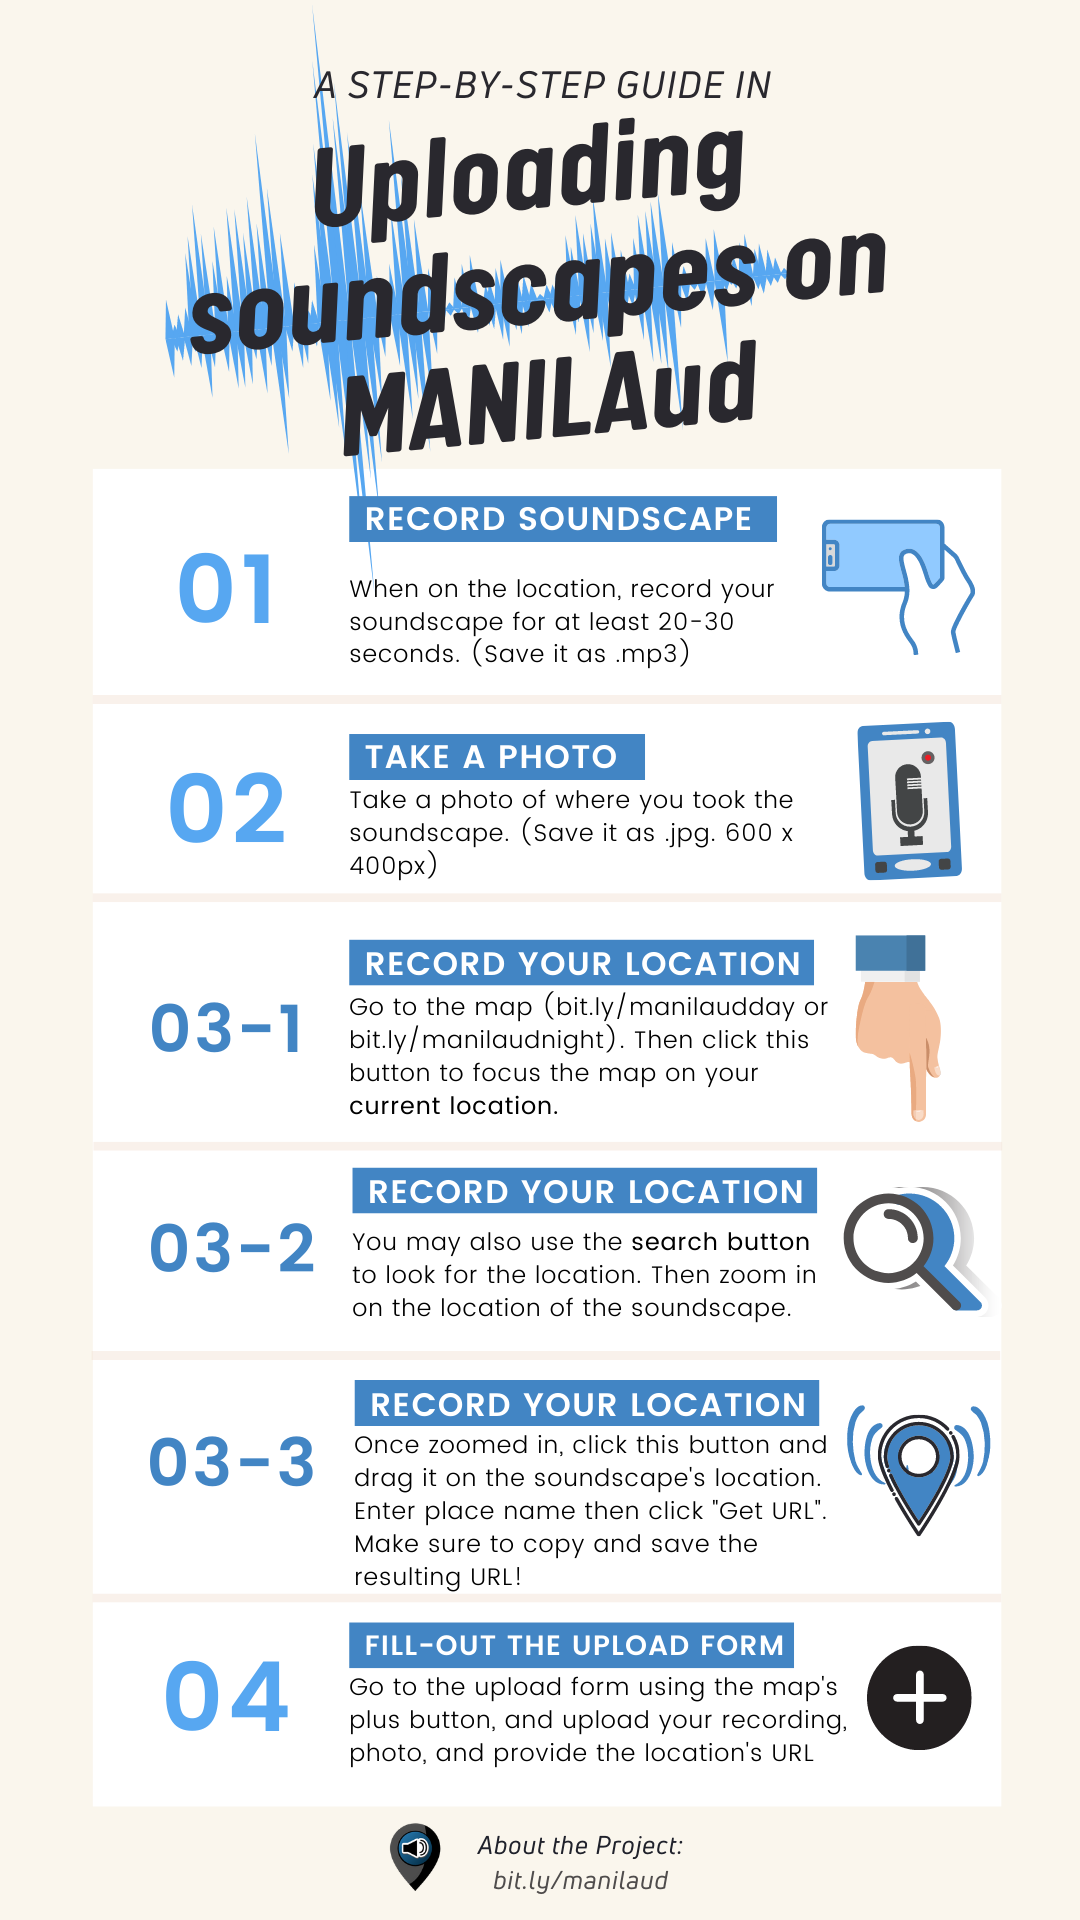 A STEP-BY-STEP GUIDE IN
Uploading
soundscapes on
MANILAud
01
RECORD SOUNDSCAPE
When on the location, record your
soundscape for at least 20-30
seconds. (Save it as .mp3)
02
TAKE A PHOTO
Take a photo of where you took the
soundscape. (Save it as .jpg. 600 x
400px)
03-1
RECORD YOUR LOCATION
Go to the map (bit.ly/manilaudday or
bit.ly/manilaudnight). Then click this
button to focus the map on your
current location.
03-2
RECORD YOUR LOCATION
You may also use the search button
to look for the location. Then zoom in
on the location of the soundscape.
03-3
RECORD YOUR LOCATION
Once zoomed in, click this button and
drag it on the soundscape's location.
Enter place name then click "Get URL".
Make sure to copy and save the
resulting URL!
04
FILL-OUT THE UPLOAD FORM
Go to the upload form using the map's
plus button, and upload your recording,
photo, and provide the location's URL
About the Project:
bit.ly/manilaud